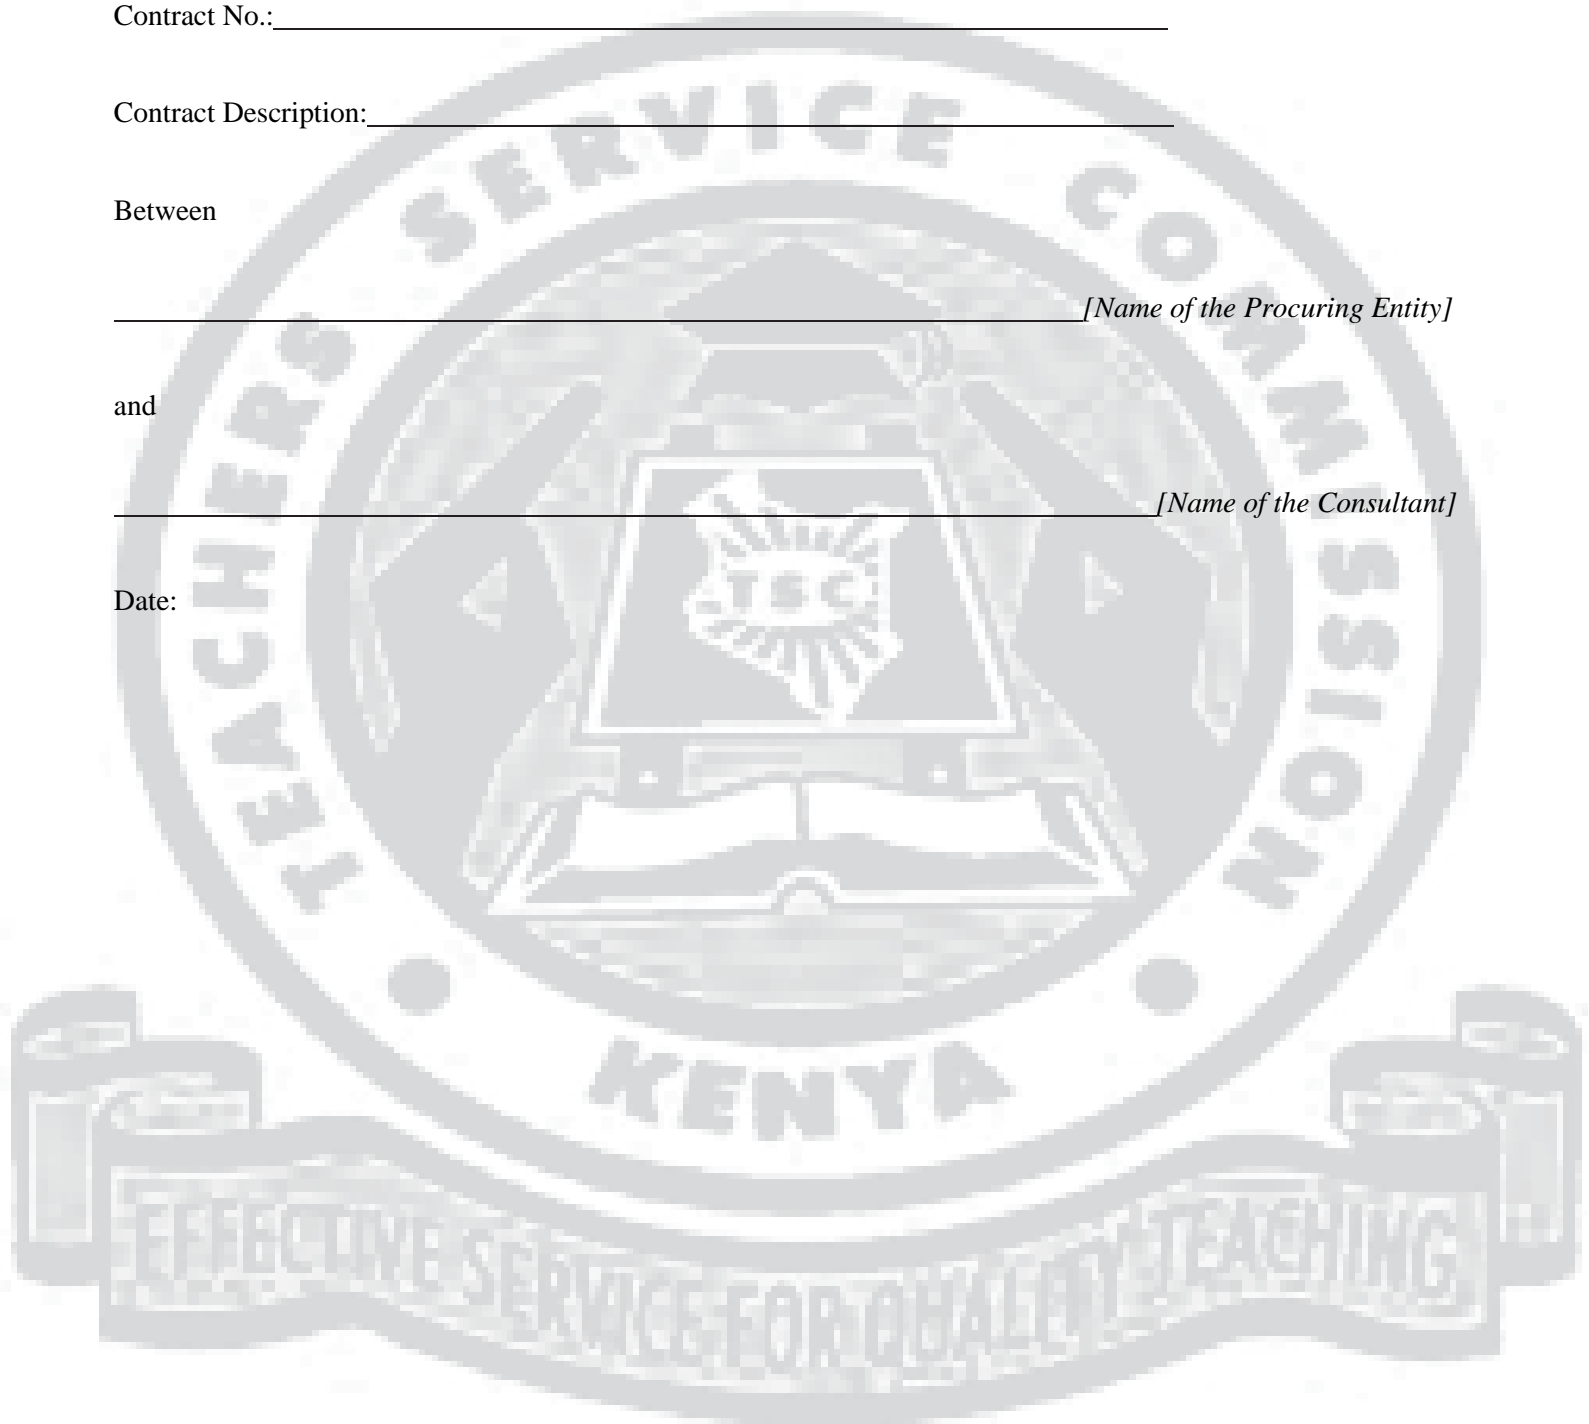 Contract No.:
Contract Description:
Between
[Name of the Procuring Entity]
and
[Name of the Consultant]
Date:
TEACHERS SERVICE COMMISSION
TSC
KENYA
EFFECTIVE SERVICE FOR QUALITY TEACHING